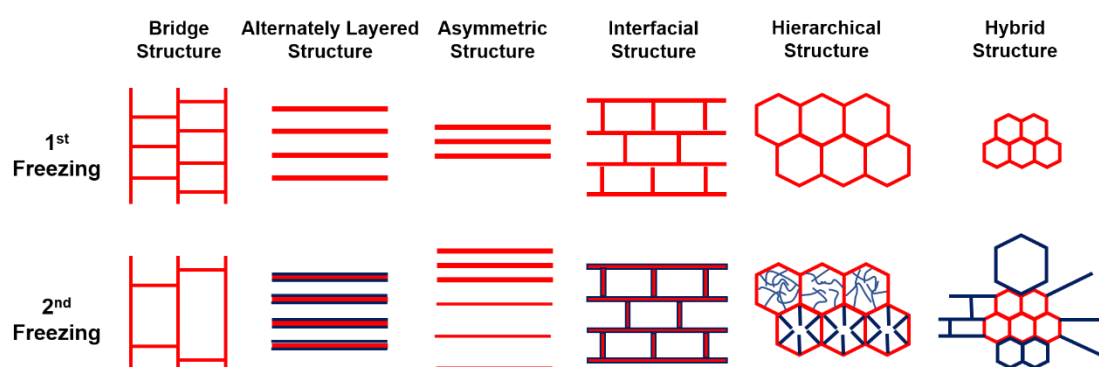 Bridge
Structure
Alternately Layered
Structure
Asymmetric
Structure
Interfacial
Structure
Hierarchical
Structure
Hybrid
Structure
1st
Freezing
2nd
Freezing